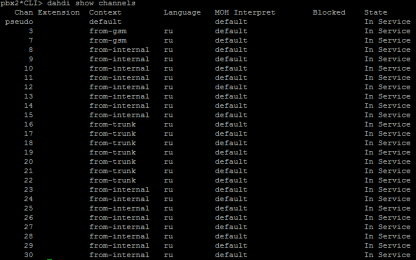 pbx2*CLI> dahdi show channels
Chan Extension Context Language MOH Interpret Blocked State
pseudo default default In Service
3 from-gsm ru default In Service
7 from-gsm ru default In Service
8 from-internal ru default In Service
9 from-internal ru default In Service
10 from-internal ru default In Service
11 from-internal ru default In Service
12 from-internal ru default In Service
13 from-internal ru default In Service
14 from-internal ru default In Service
15 from-internal ru default In Service
16 from-trunk ru default In Service
17 from-trunk ru default In Service
18 from-trunk ru default In Service
19 from-trunk ru default In Service
20 from-trunk ru default In Service
21 from-trunk ru default In Service
22 from-trunk ru default In Service
23 from-internal ru default In Service
24 from-internal ru default In Service
25 from-internal ru default In Service
26 from-internal ru default In Service
27 from-internal ru default In Service
28 from-internal ru default In Service
29 from-internal ru default In Service
30 from-internal ru default In Service